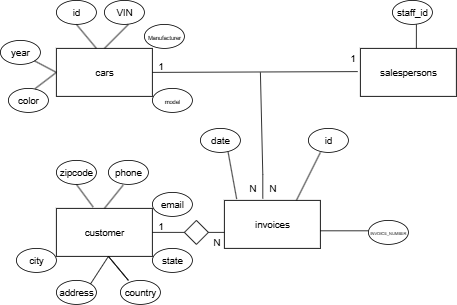 id
VIN
staff_id
Manufacturer
year
cars
1
1
salespersons
color
model
date
id
zipcode
phone
N
N
email
customer
1
invoices
INVOICE_NUMBER
N
city
state
address
country